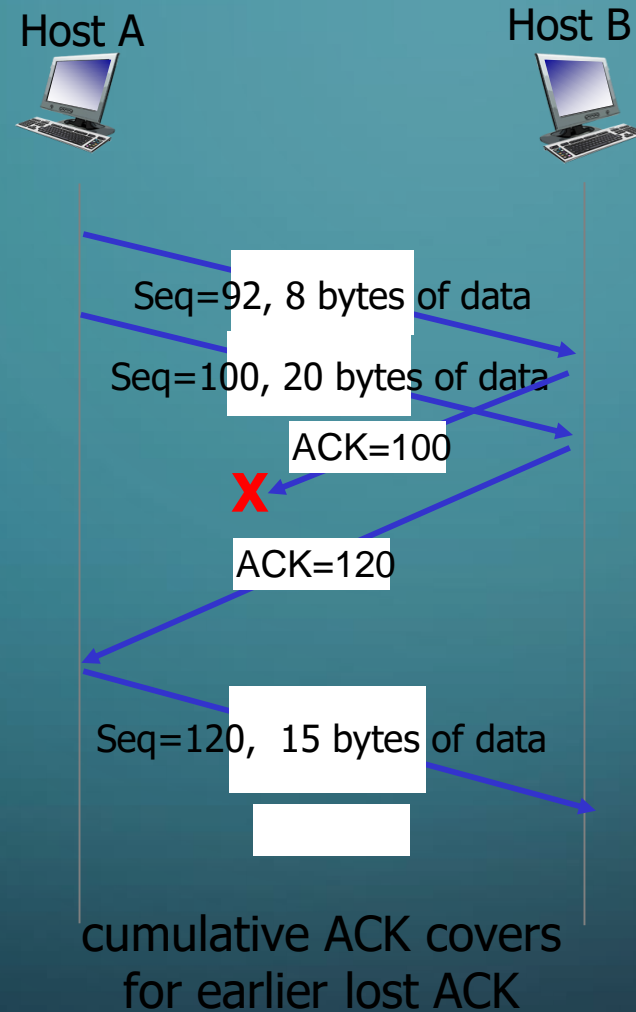 Host A
Host B
Seq=92, 8 bytes of data
Seq=100, 20 bytes of data
ACK=100
X
ACK=120
Seq=120, 15 bytes of data
cumulative ACK covers
for earlier lost ACK